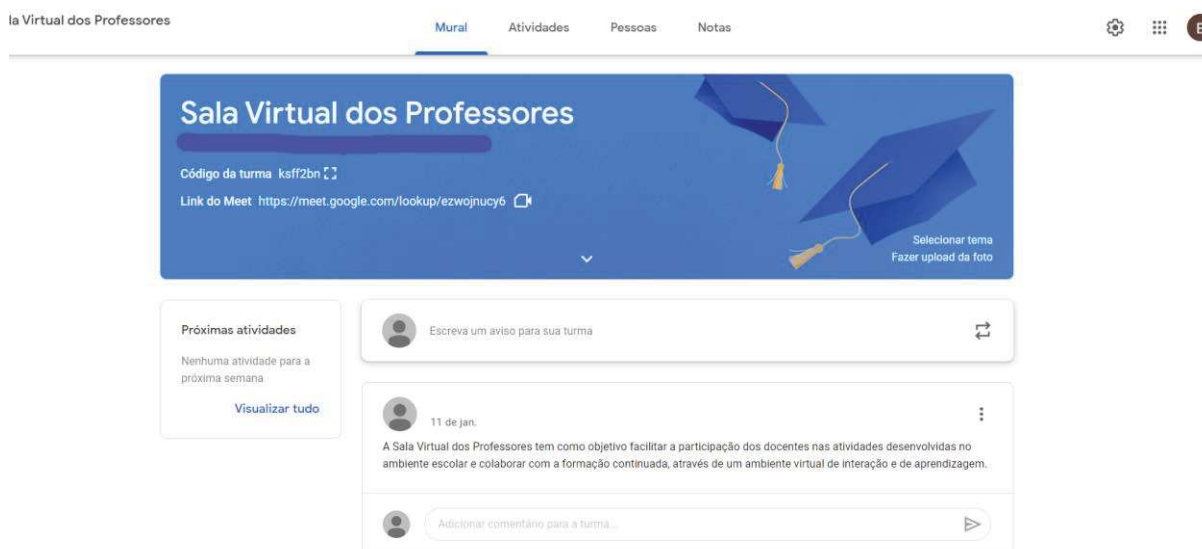 la Virtual dos Professores
Mural Atividades Pessoas Notas
E
Sala Virtual dos Professores
Código da turma ksff2bn
Link do Meet https://meet.google.com/lookup/ezwojnucy6
Selecionar tema
Fazer upload da foto
Próximas atividades
Nenhuma atividade para a
próxima semana
Visualizar tudo
Escreva um aviso para sua turma
11 de jan.
A Sala Virtual dos Professores tem como objetivo facilitar a participação dos docentes nas atividades desenvolvidas no
ambiente escolar e colaborar com a formação continuada, através de um ambiente virtual de interação e de aprendizagem.
Adicionar comentário para a turma...